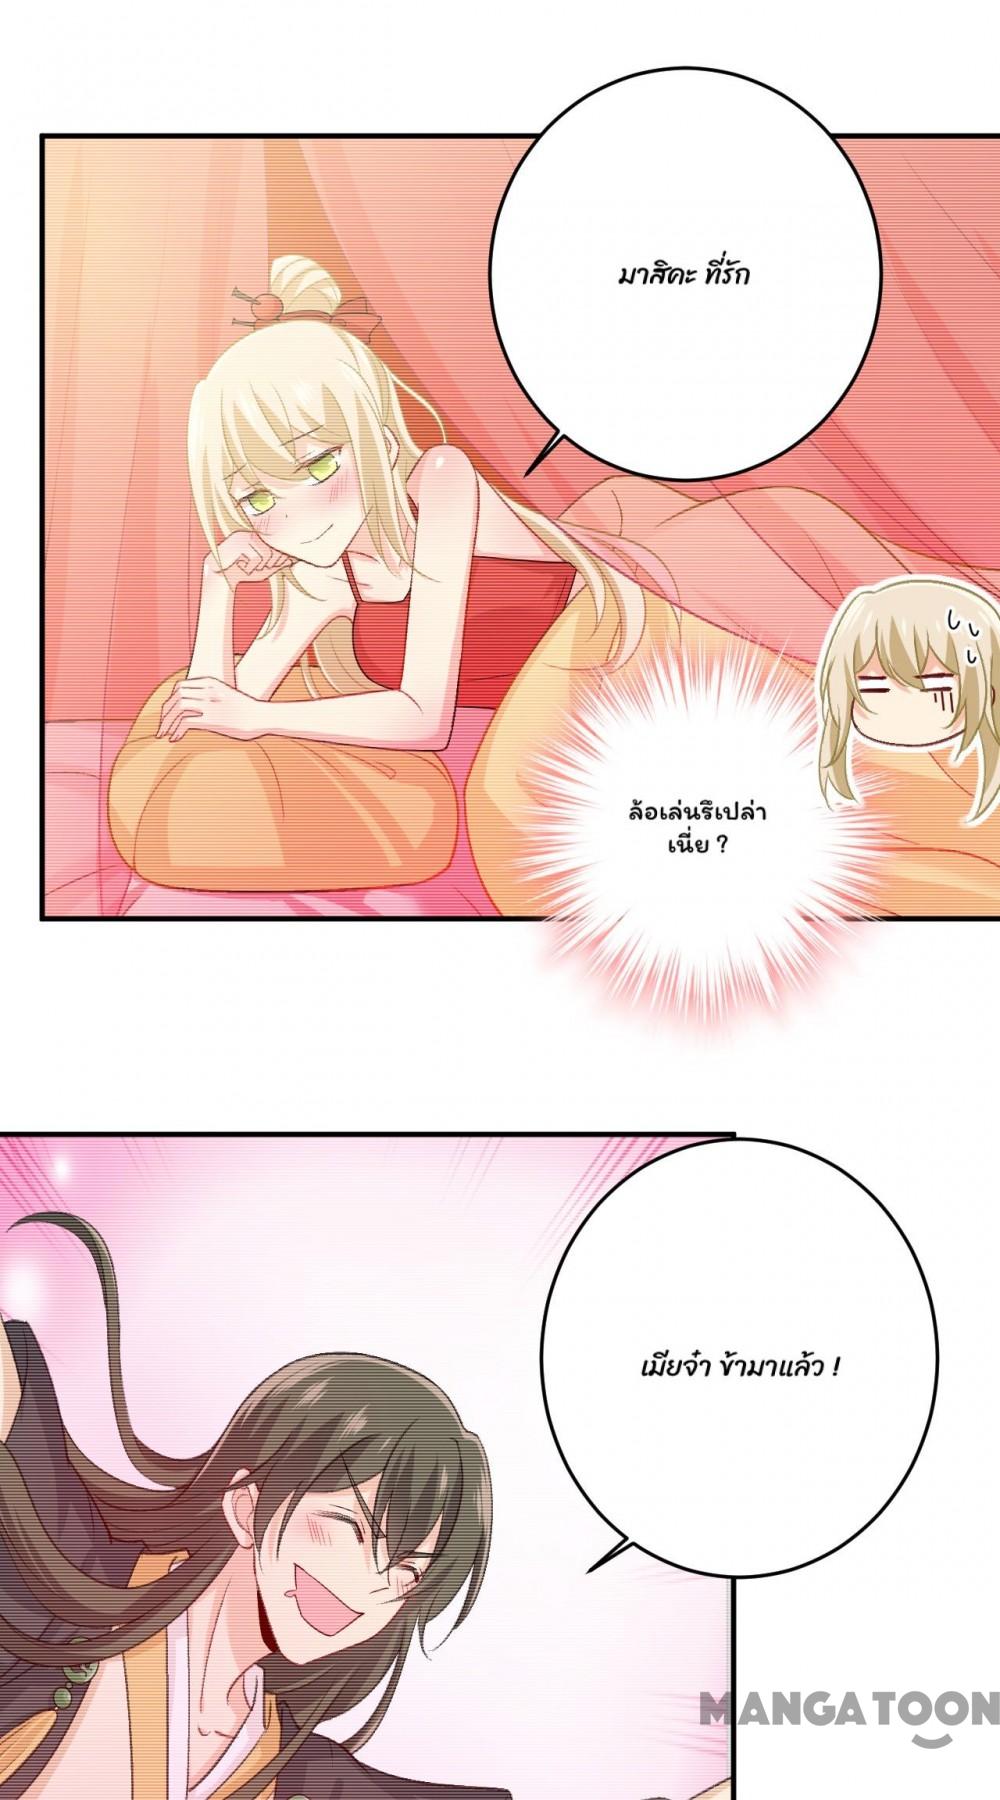 มาสิคะ ที่รัก
ล้อเล่นรึเปล่า
เนี่ย ?
เมียจ๋า ข้ามาแล้ว !
MANGATOON